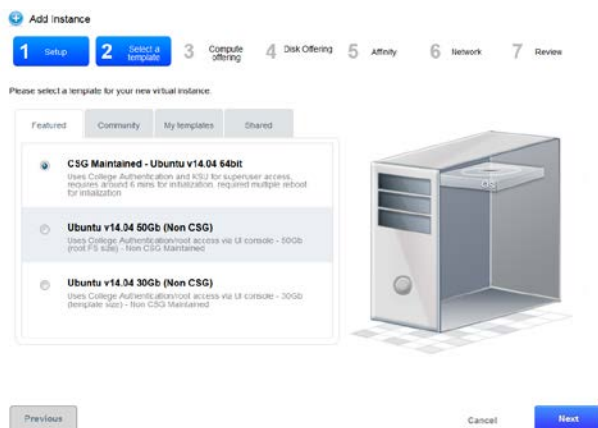 Add Instance
1 Setup 2 Select a template 3 Compute offering 4 Disk Offering 5 Affinity 6 Network 7 Review
Please select a template for your new virtual instance.
Featured Community My templates Shared
CSG Maintained - Ubuntu v14.04 64bit
Uses College Authentication and KSU for superuser access,
requires around 6 mins for initialization, required multiple reboot
for initialization
Ubuntu v14.04 50Gb (Non CSG)
Uses College Authentication/root access via UI console - 50Gb
(root FS size) - Non CSG Maintained
Ubuntu v14.04 30Gb (Non CSG)
Uses College Authentication/root access via UI console - 30Gb
(template size) - Non CSG Maintained
OS
Previous Cancel Next